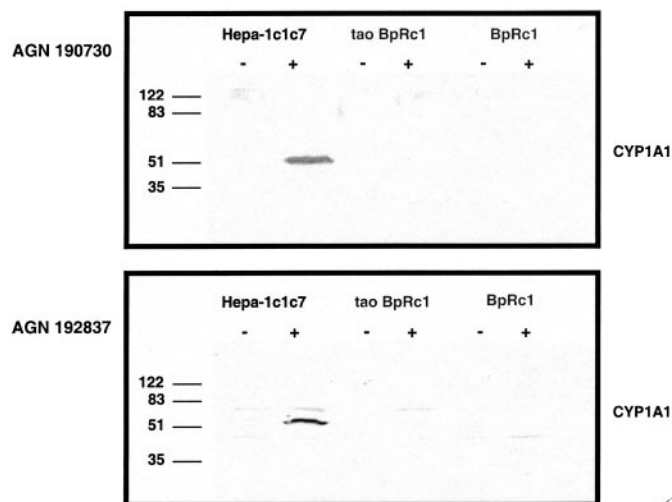 Hepa-1c1c7 tao BpRc1 BpRc1
AGN 190730
- + - + - +
122
83
51
35
CYP1A1
Hepa-1c1c7 tao BpRc1 BpRc1
AGN 192837
- + - + - +
122
83
51
35
CYP1A1